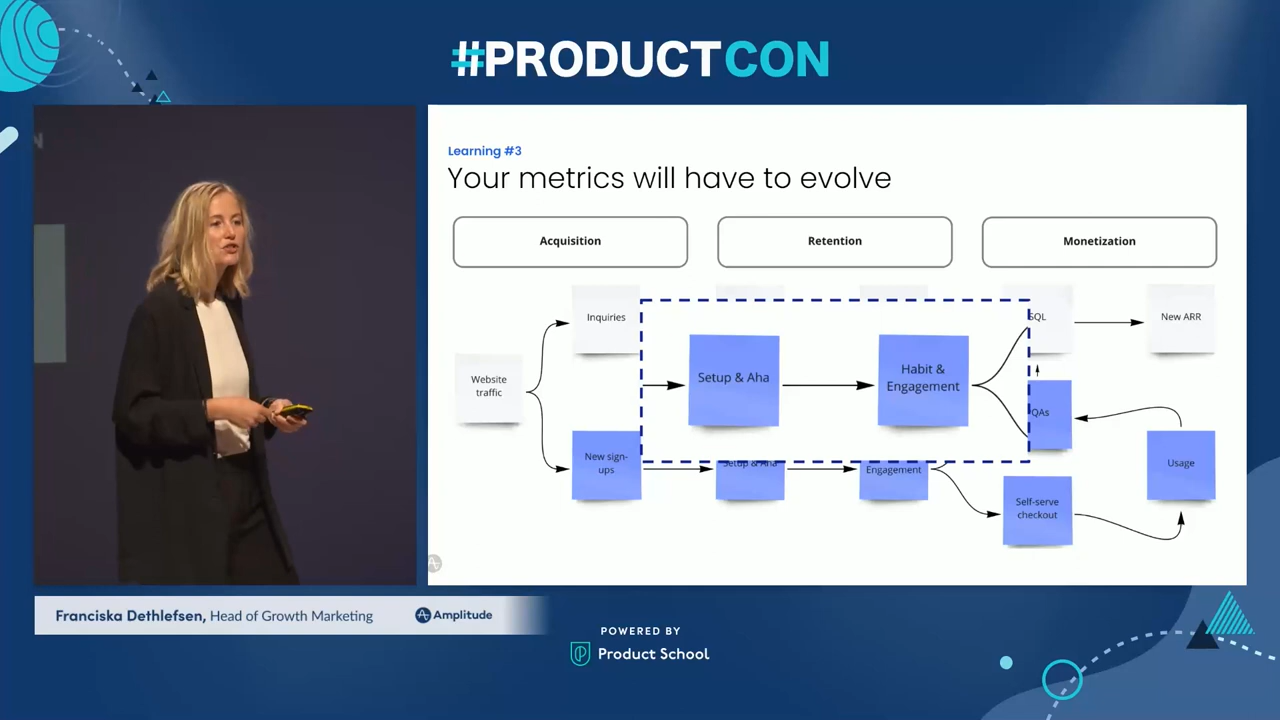 #PRODUCTCON
Learning #3
Your metrics will have to evolve
Acquisition
Retention
Monetization
Website
traffic
Inquiries
New sign-
ups
Setup & Aha
Habit &
Engagement
SQL
New ARR
QAs
Usage
Setup & Aha
Engagement
Self-serve
checkout
Franciska Dethlefsen, Head of Growth Marketing
Amplitude
POWERED BY
Product School